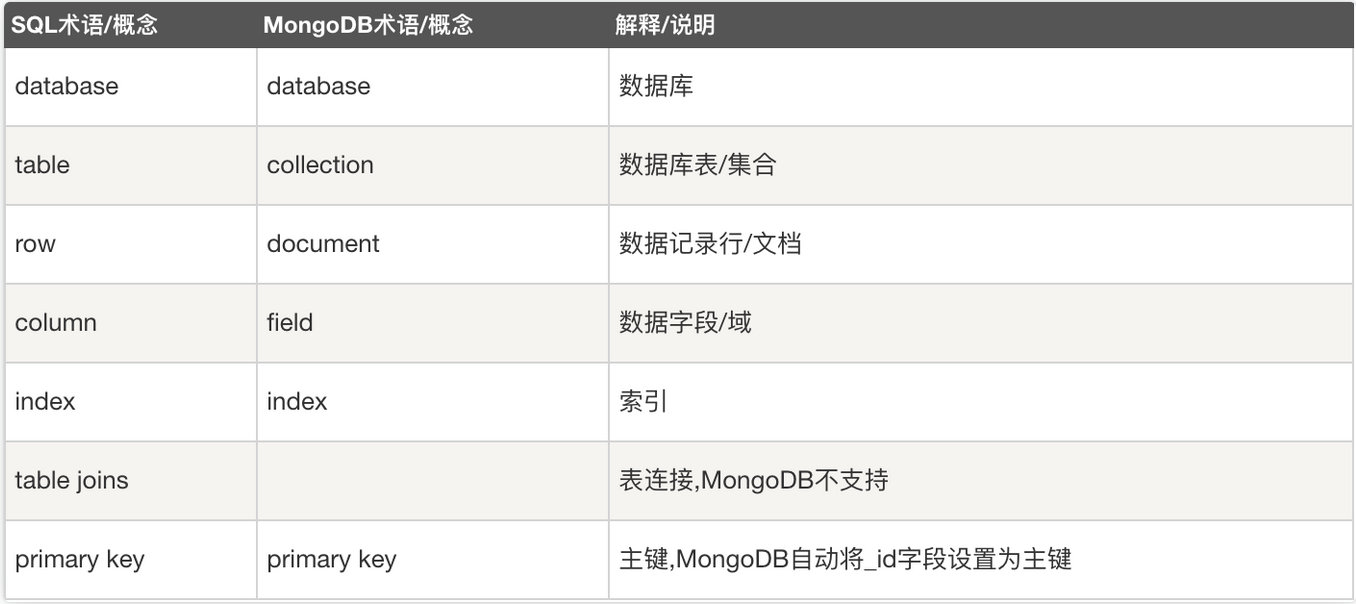 SQL术语/概念 MongoDB术语/概念 解释/说明
database database 数据库
table collection 数据库表/集合
row document 数据记录行/文档
column field 数据字段/域
index index 索引
table joins 表连接,MongoDB不支持
primary key primary key 主键,MongoDB自动将_id字段设置为主键